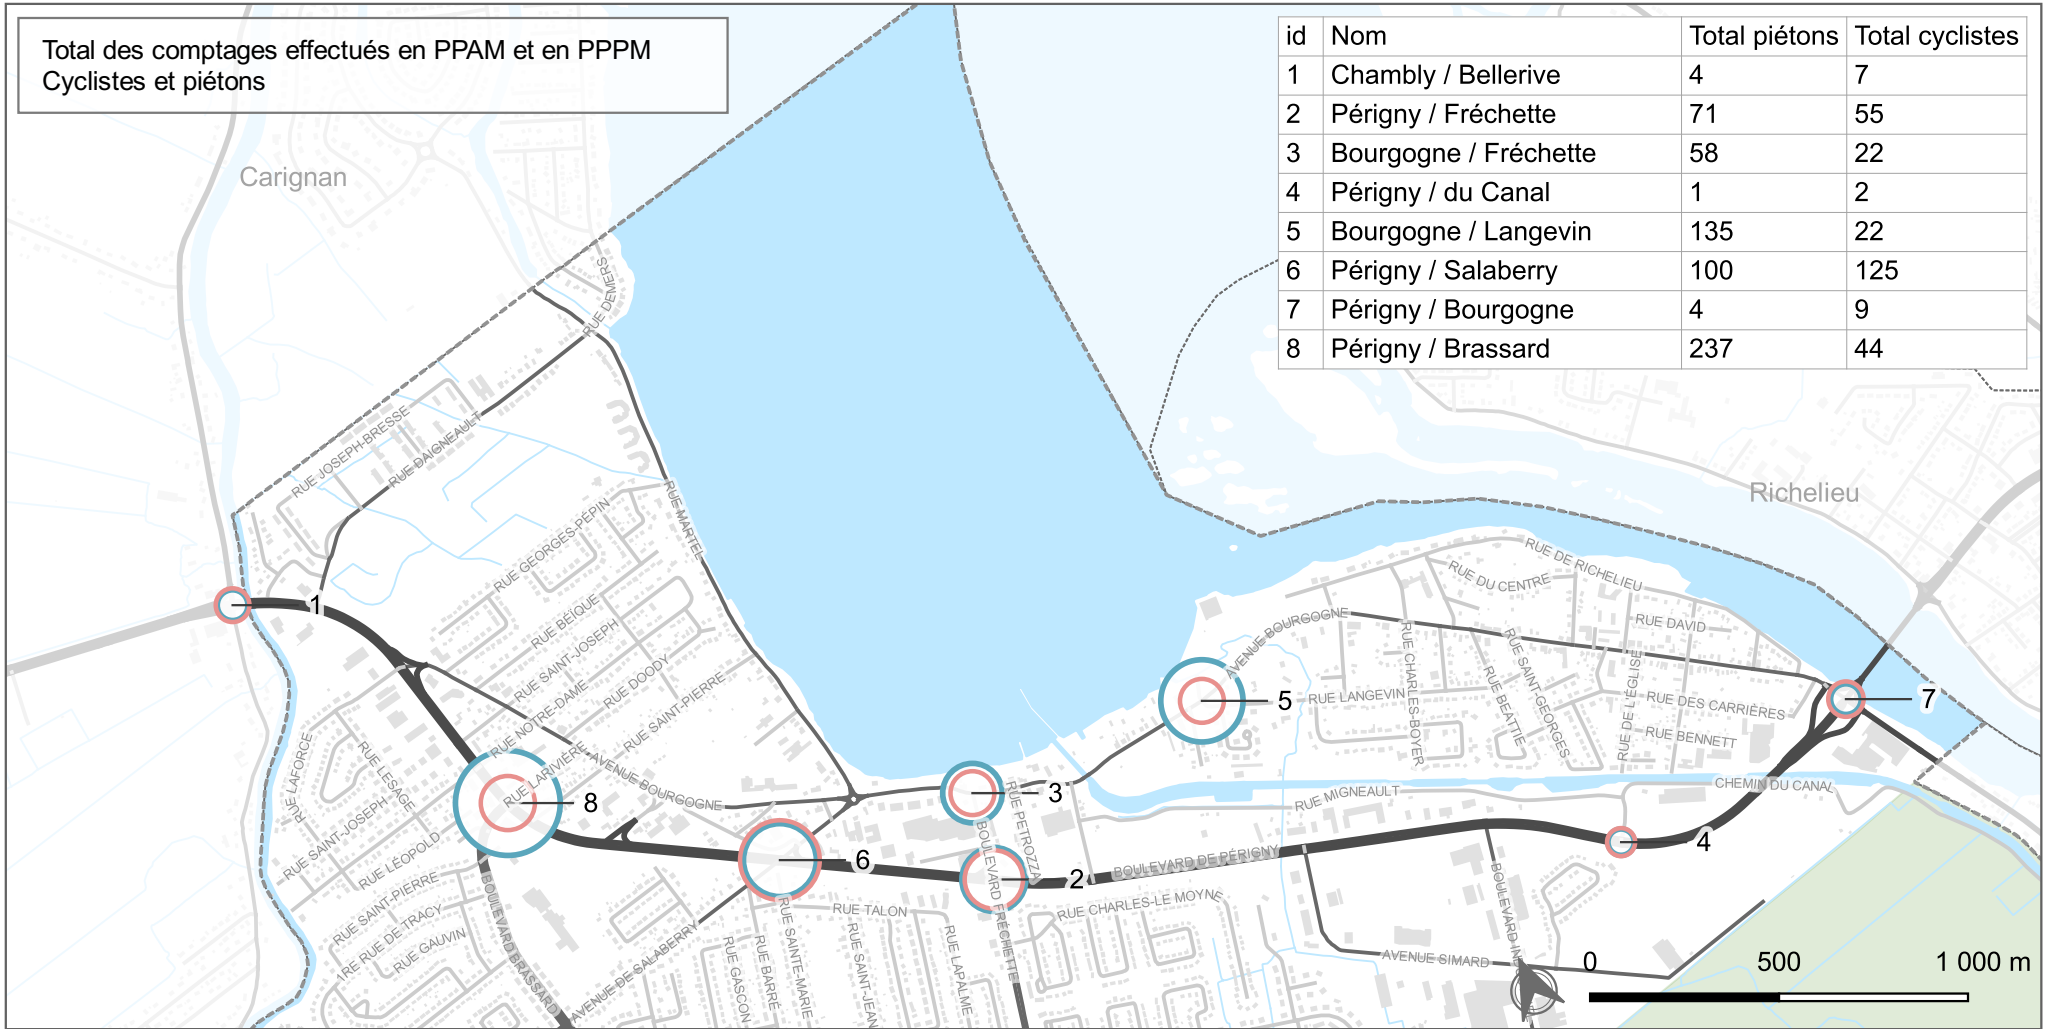 Total des comptages effectués en PPAM et en PPPM
Cyclistes et piétons
id Nom Total piétons Total cyclistes
1 Chambly / Bellerive 4 7
2 Périgny / Fréchette 71 55
3 Bourgogne / Fréchette 58 22
4 Périgny / du Canal 1 2
5 Bourgogne / Langevin 135 22
6 Périgny / Salaberry 100 125
7 Périgny / Bourgogne 4 9
8 Périgny / Brassard 237 44
Carignan
Richelieu
RUE DEMERS
RUE JOSEPH-BRESSE
RUE DAIGNEAULT
RUE MARTEL
RUE GEORGES-PÉPIN
RUE BÉÏQUE
RUE SAINT-JOSEPH
RUE NOTRE-DAME
RUE DOODY
RUE SAINT-PIERRE
RUE LARIVIÈRE
AVENUE BOURGOGNE
RUE LAFORCE
RUE LESAGE
RUE SAINT-JOSEPH
RUE LÉOPOLD
RUE SAINT-PIERRE
1RE RUE DE TRACY
RUE GAUVIN
BOULEVARD BRASSARD
AVENUE DE SALABERRY
RUE GASCON
RUE BARRÉ
RUE SAINTE-MARIE
RUE TALON
RUE SAINT-JEAN
RUE LAPALME
BOULEVARD FRÉCHETTE
RUE PETROZZA
RUE CHARLES-LE MOYNE
BOULEVARD DE PÉRIGNY
RUE MIGNEAULT
AVENUE BOURGOGNE
RUE LANGEVIN
RUE CHARLES-BOYER
RUE BEATTIE
RUE SAINT-GEORGES
RUE DU CENTRE
RUE DE RICHELIEU
RUE DAVID
RUE DE L'ÉGLISE
RUE DES CARRIÈRES
RUE BENNETT
CHEMIN DU CANAL
AVENUE SIMARD
BOULEVARD
1
2
3
4
5
6
7
8
0 500 1 000 m